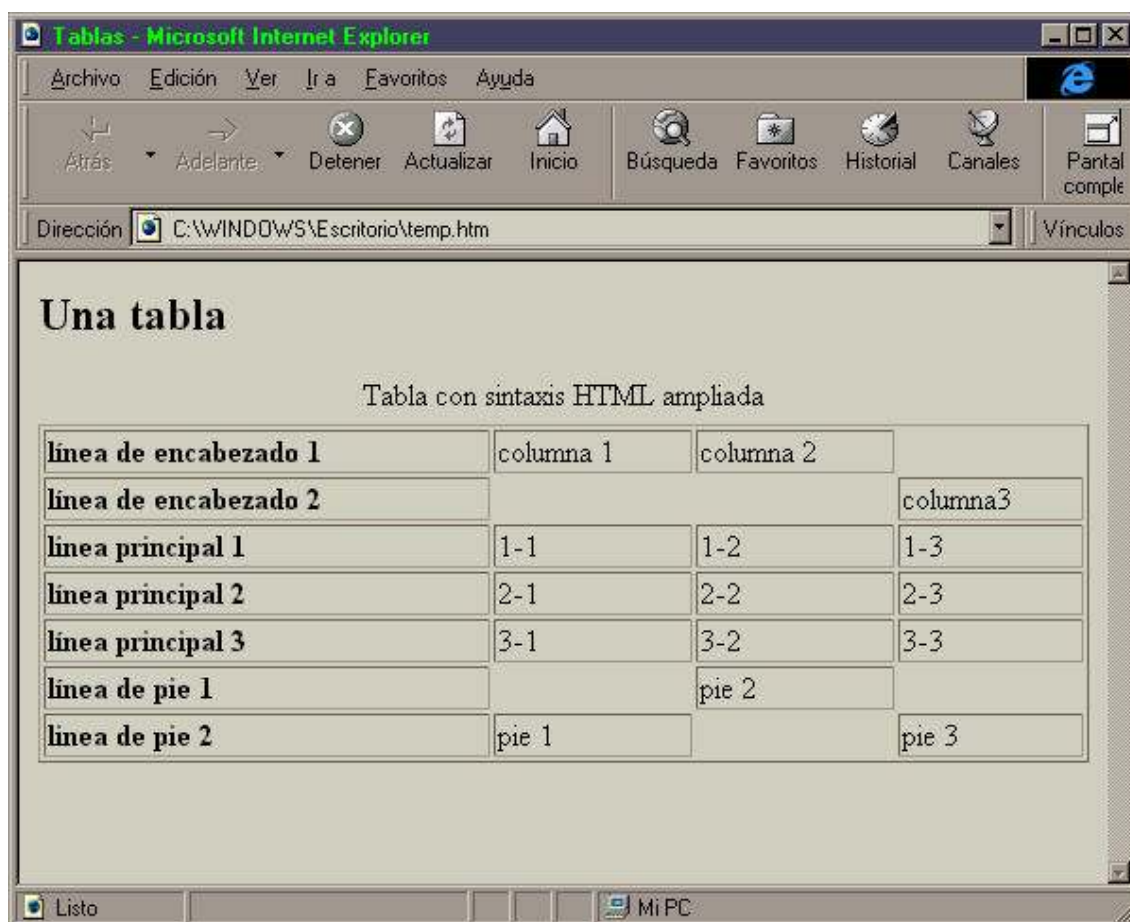 Tablas - Microsoft Internet Explorer
Archivo Edición Ver Ir a Favoritos Ayuda
Atrás Adelante Detener Actualizar Inicio Búsqueda Favoritos Historial Canales Pantal
comple
Dirección C:\WINDOWS\Escritorio\temp.htm Vínculos
Una tabla
Tabla con sintaxis HTML ampliada
línea de encabezado 1 columna 1 columna 2
línea de encabezado 2 columna3
linea principal 1 1-1 1-2 1-3
línea principal 2 2-1 2-2 2-3
línea principal 3 3-1 3-2 3-3
línea de pie 1 pie 2
linea de pie 2 pie 1 pie 3
Listo Mi PC